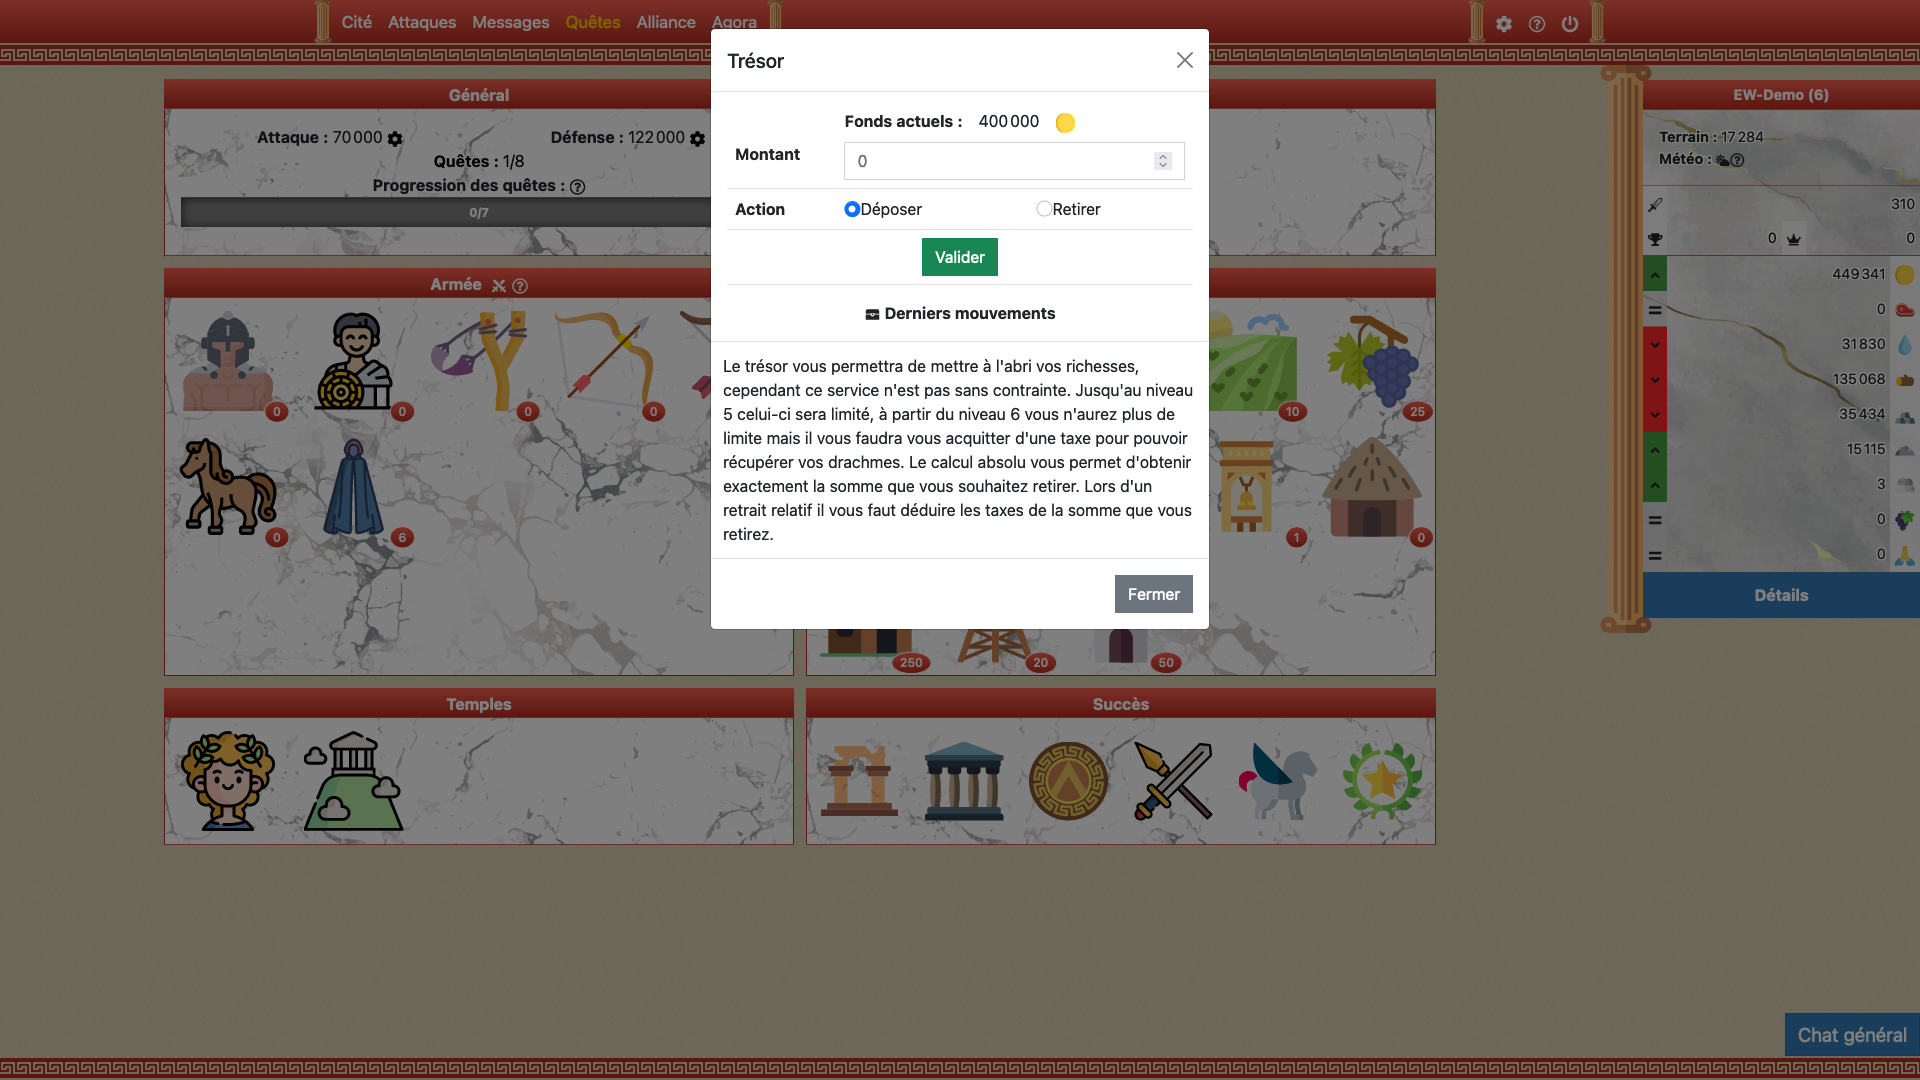 Cité Attaques Messages Quêtes Alliance Agora
Trésor
Fonds actuels : 400 000
Montant 0
Action Déposer Retirer
Valider
Derniers mouvements
Le trésor vous permettra de mettre à l'abri vos richesses,
cependant ce service n'est pas sans contrainte. Jusqu'au niveau
5 celui-ci sera limité, à partir du niveau 6 vous n'aurez plus de
limite mais il vous faudra vous acquitter d'une taxe pour pouvoir
récupérer vos drachmes. Le calcul absolu vous permet d'obtenir
exactement la somme que vous souhaitez retirer. Lors d'un
retrait relatif il vous faut déduire les taxes de la somme que vous
retirez.
Fermer
Général
Attaque : 70 000 Défense : 122 000
Quêtes : 1/8
Progression des quêtes :
0/7
Armée
0 0 0 0
0 6
10 25
1 0
250 20 50
Temples
Succès
EW-Demo (6)
Terrain : 17 284
Météo :
310
0 0
449 341
0
31 830
135 068
35 434
15 115
3
0
0
Détails
Chat général